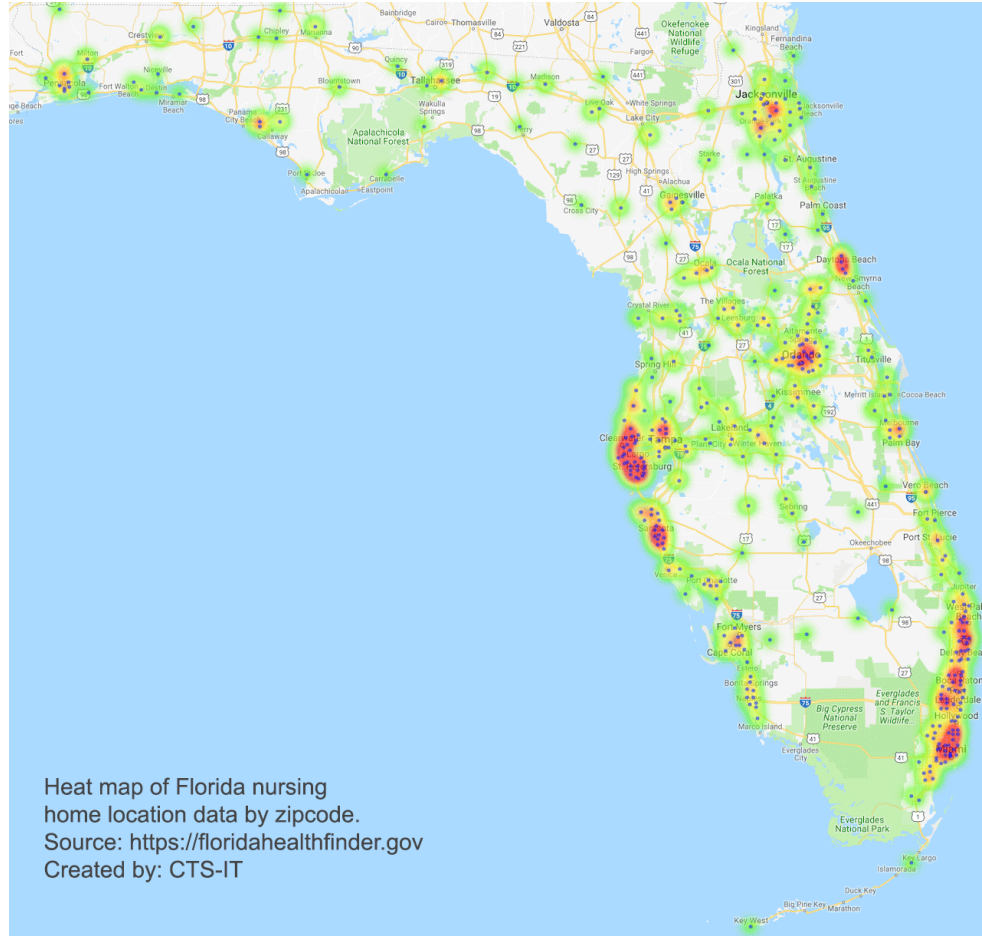 Bainbridge
Cairo
Thomasville
Valdosta
Fargo
Okefenokee
National
Wildlife
Refuge
Kingsland
Fernandina
Beach
Crestview
Chipley
Marianna
Milton
Niceville
Fort Walton
Beach
Destin
Miramar
Beach
Panama
City Beach
Callaway
Blountstown
Quincy
Tallahassee
Wakulla
Springs
Madison
Perry
Live Oak
White Springs
Lake City
Jacksonville
Jacksonville
Beach
Apalachicola
National Forest
Carrabelle
Apalachicola
Eastpoint
Starke
St. Augustine
St Augustine
Beach
High Springs
Alachua
Gainesville
Palatka
Palm Coast
Cross City
Ocala
Ocala National
Forest
Daytona Beach
New Smyrna
Beach
Crystal River
The Villages
Leesburg
Altamonte
Orlando
Titusville
Spring Hill
Kissimmee
Merritt Island
Cocoa Beach
Melbourne
Palm Bay
Clearwater
Tampa
Largo
St. Petersburg
Lakeland
Plant City
Winter Haven
Vero Beach
Fort Pierce
Sebring
Port St. Lucie
Okeechobee
Sarasota
Venice
Port Charlotte
Jupiter
West Palm
Beach
Fort Myers
Cape Coral
Delray Beach
Estero
Bonita Springs
Naples
Boca Raton
Hollywood
Marco Island
Big Cypress
National
Preserve
Everglades
and Francis
S. Taylor
Wildlife...
Miami
Everglades
City
Everglades
National Park
Key Largo
Islamorada
Duck Key
Marathon
Big Pine Key
Key West
Heat map of Florida nursing
home location data by zipcode.
Source: https://floridahealthfinder.gov
Created by: CTS-IT